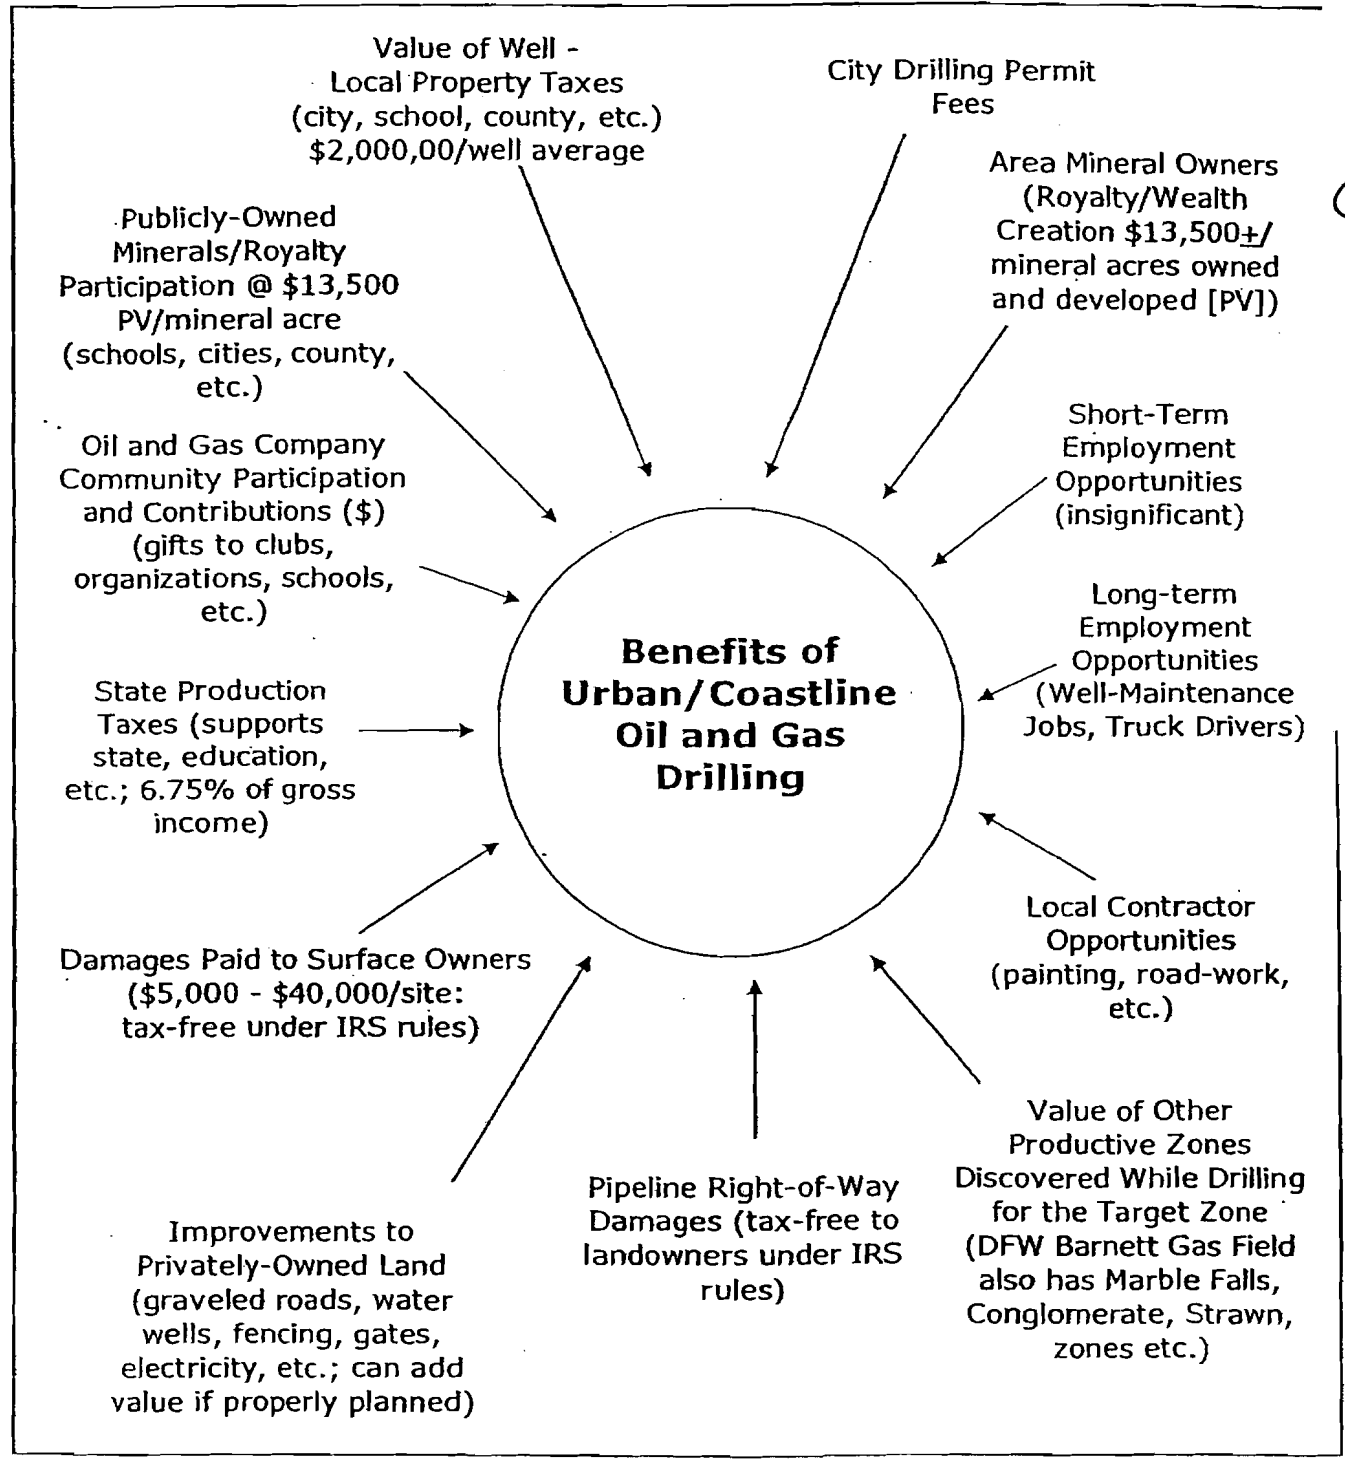 Value of Well -
Local Property Taxes
(city, school, county, etc.)
$2,000,00/well average
City Drilling Permit
Fees
Area Mineral Owners
(Royalty/Wealth
Creation $13,500±/
mineral acres owned
and developed [PV])
Publicly-Owned
Minerals/Royalty
Participation @ $13,500
PV/mineral acre
(schools, cities, county,
etc.)
Short-Term
Employment
Opportunities
(insignificant)
Oil and Gas Company
Community Participation
and Contributions ($)
(gifts to clubs,
organizations, schools,
etc.)
Long-term
Employment
Opportunities
(Well-Maintenance
Jobs, Truck Drivers)
Benefits of
Urban/Coastline
Oil and Gas
Drilling
State Production
Taxes (supports
state, education,
etc.; 6.75% of gross
income)
Local Contractor
Opportunities
(painting, road-work,
etc.)
Damages Paid to Surface Owners
($5,000 - $40,000/site:
tax-free under IRS rules)
Value of Other
Productive Zones
Discovered While Drilling
for the Target Zone
(DFW Barnett Gas Field
also has Marble Falls,
Conglomerate, Strawn,
zones etc.)
Pipeline Right-of-Way
Damages (tax-free to
landowners under IRS
rules)
Improvements to
Privately-Owned Land
(graveled roads, water
wells, fencing, gates,
electricity, etc.; can add
value if properly planned)